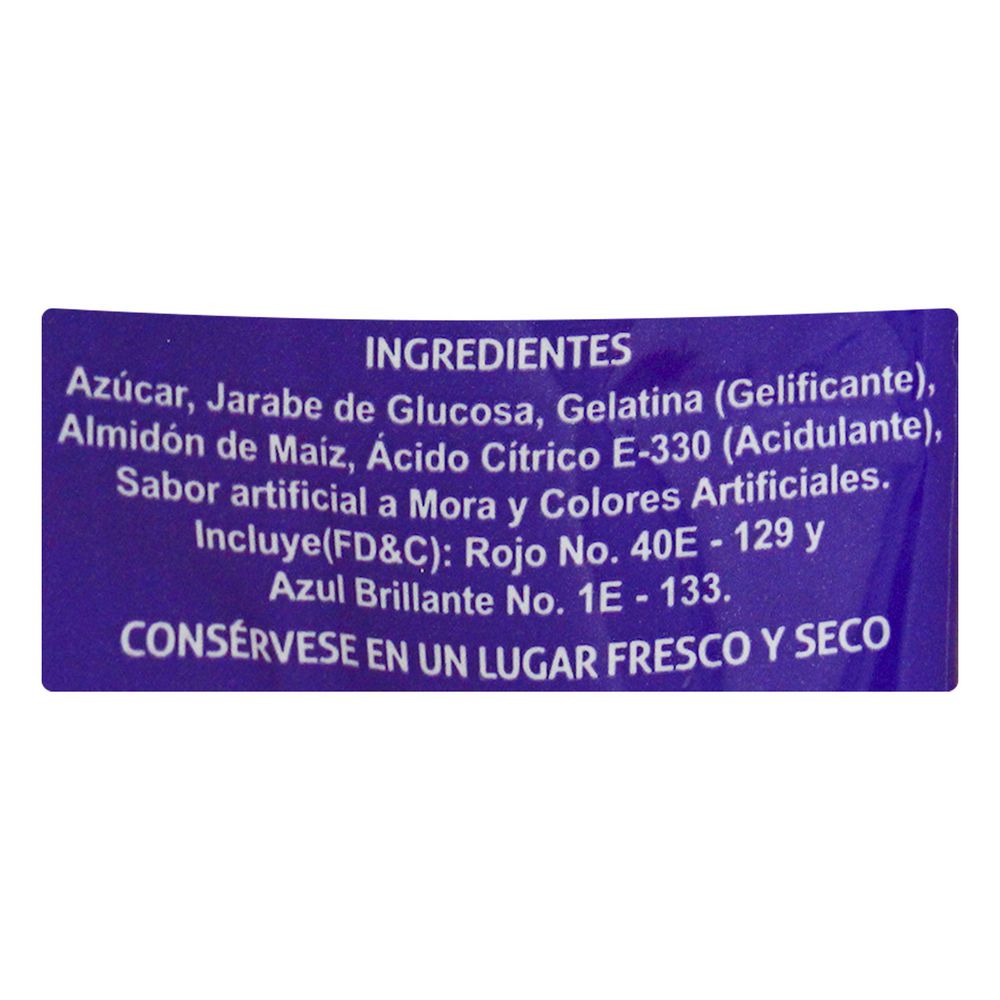 INGREDIENTES
Azúcar, Jarabe de Glucosa, Gelatina (Gelificante),
Almidón de Maíz, Ácido Cítrico E-330 (Acidulante),
Sabor artificial a Mora y Colores Artificiales.
Incluye(FD&C): Rojo No. 40E - 129 y
Azul Brillante No. 1E - 133.
CONSÉRVESE EN UN LUGAR FRESCO Y SECO